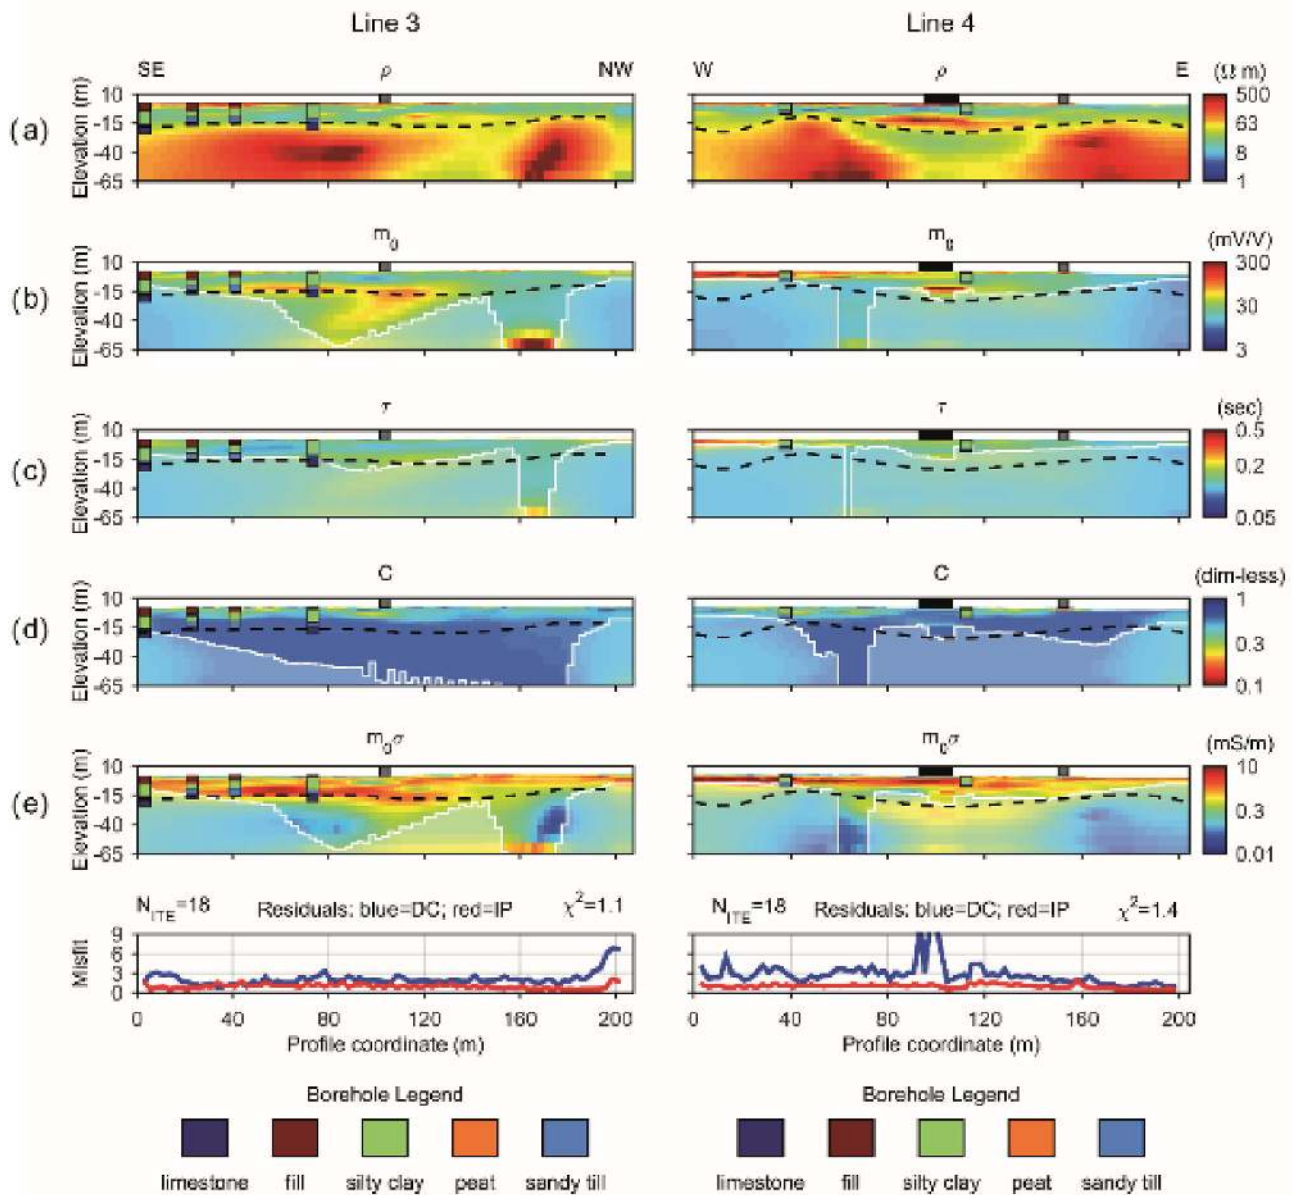 Line 3
Line 4
SE ρ NW
W ρ E (Ω m)
(a)
Elevation (m)
10
-15
-40
-65
500
63
8
1
m0
m0
(mV/V)
(b)
Elevation (m)
10
-15
-40
-65
300
30
3
τ
τ
(sec)
(c)
Elevation (m)
10
-15
-40
-65
0.5
0.2
0.05
C
C
(dim-less)
(d)
Elevation (m)
10
-15
-40
-65
1
0.3
0.1
m0σ
m0σ
(mS/m)
(e)
Elevation (m)
10
-15
-40
-65
10
0.3
0.01
N_ITE=18 Residuals: blue=DC; red=IP χ²=1.1
N_ITE=18 Residuals: blue=DC; red=IP χ²=1.4
Misfit
9
6
3
0
0 40 80 120 160 200
0 40 80 120 160 200
Profile coordinate (m)
Profile coordinate (m)
Borehole Legend
Borehole Legend
limestone fill silty clay peat sandy till
limestone fill silty clay peat sandy till